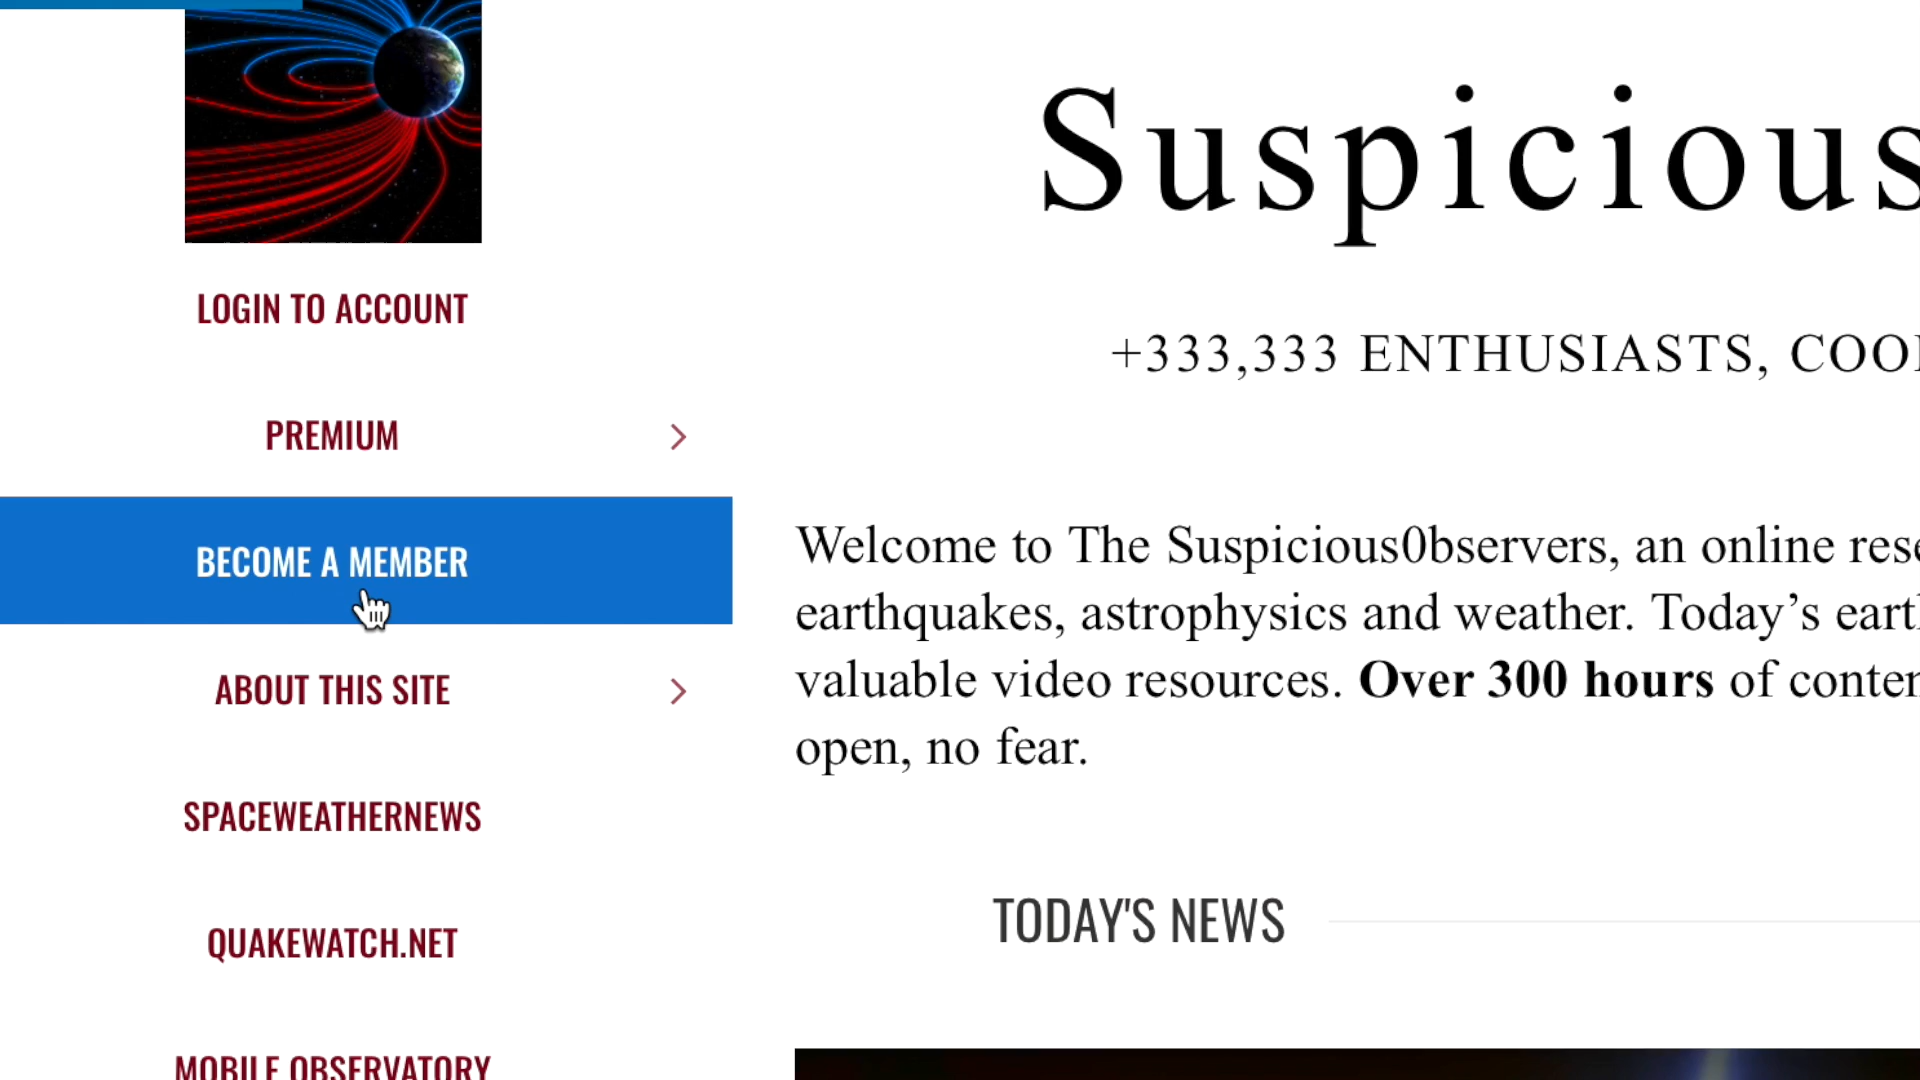 Suspicious
+333,333 ENTHUSIASTS,
LOGIN TO ACCOUNT
PREMIUM
BECOME A MEMBER
ABOUT THIS SITE
SPACEWEATHERNEWS
QUAKEWATCH.NET
MOBILE OBSERVATORY
Welcome to The Suspicious0bservers, an online
earthquakes, astrophysics and weather. Today’s
valuable video resources. Over 300 hours of
open, no fear.
TODAY'S NEWS